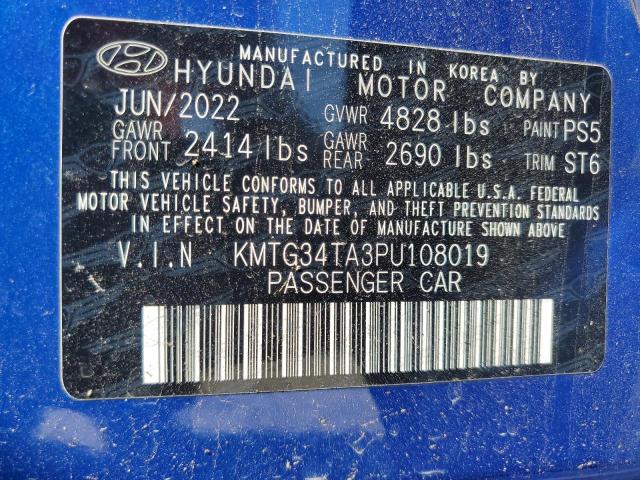 MANUFACTURED IN KOREA BY
HYUNDAI MOTOR COMPANY
JUN/2022 GVWR 4828 lbs PAINT PS5
GAWR FRONT 2414 lbs GAWR REAR 2690 lbs TRIM ST6
THIS VEHICLE CONFORMS TO ALL APPLICABLE U.S.A. FEDERAL
MOTOR VEHICLE SAFETY, BUMPER, AND THEFT PREVENTION STANDARDS
IN EFFECT ON THE DATE OF MANUFACTURE SHOWN ABOVE.
V.I.N KMTG34TA3PU108019
PASSENGER CAR